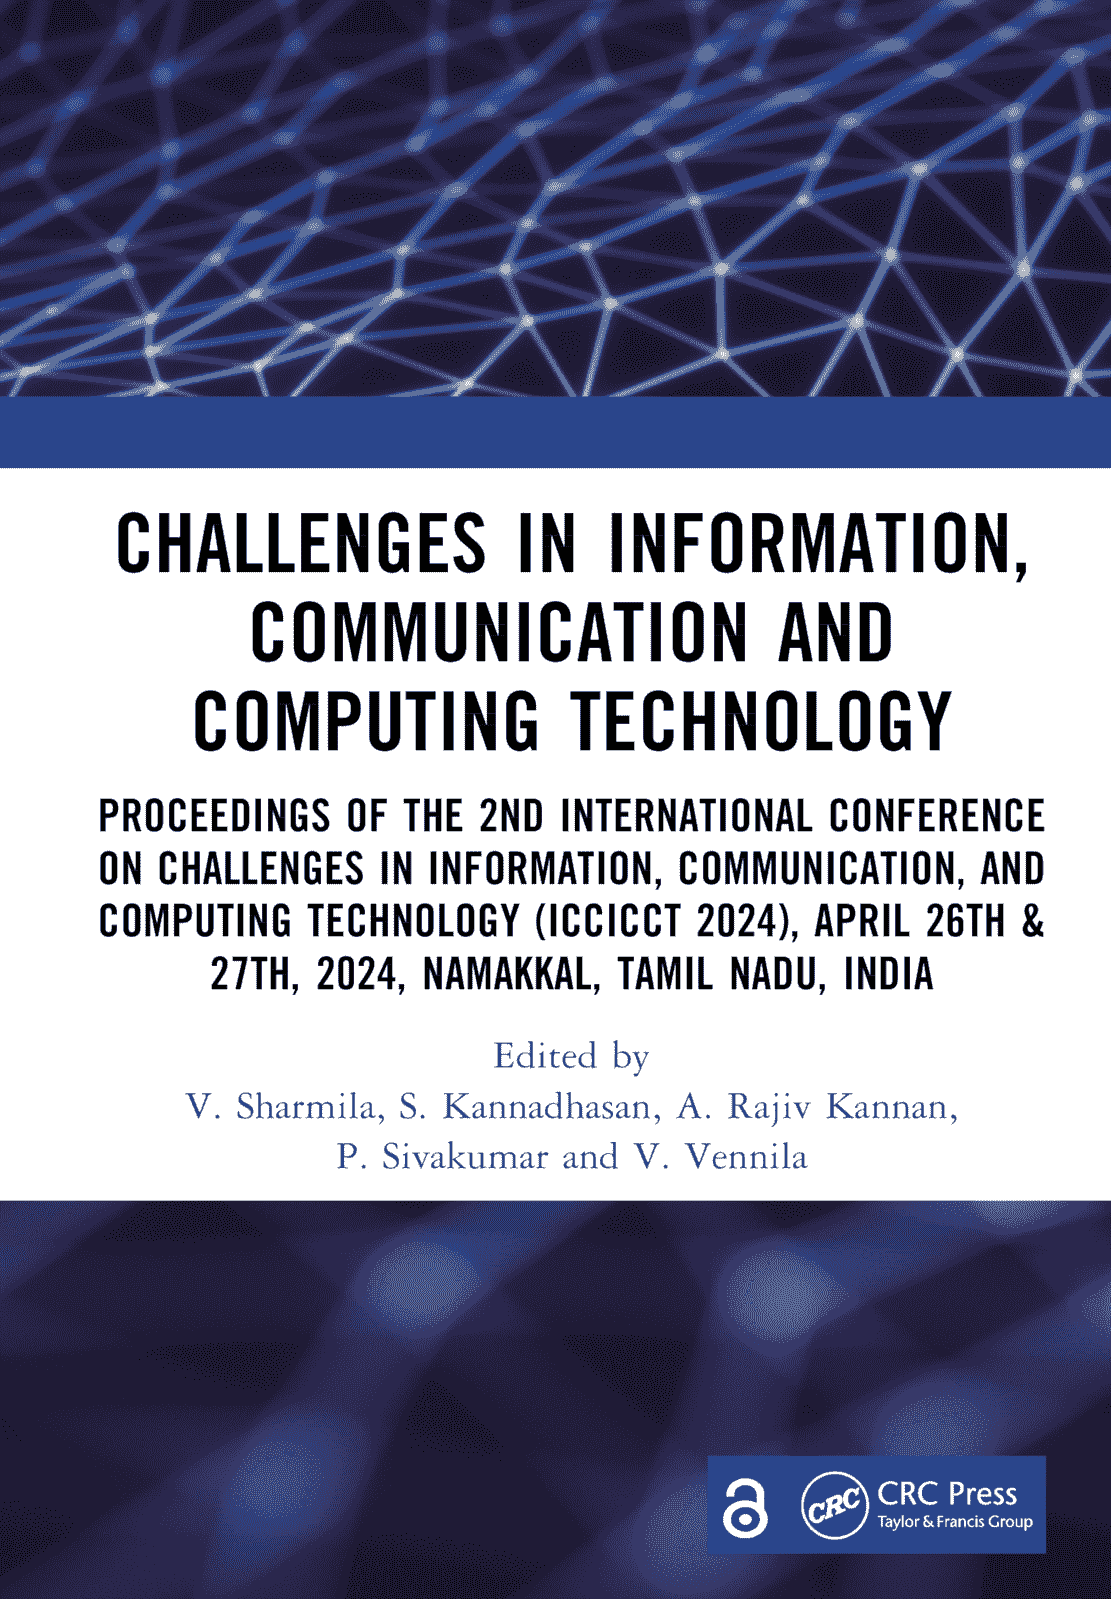 CHALLENGES IN INFORMATION,
COMMUNICATION AND
COMPUTING TECHNOLOGY
PROCEEDINGS OF THE 2ND INTERNATIONAL CONFERENCE
ON CHALLENGES IN INFORMATION, COMMUNICATION, AND
COMPUTING TECHNOLOGY (ICCICCT 2024), APRIL 26TH &
27TH, 2024, NAMAKKAL, TAMIL NADU, INDIA
Edited by
V. Sharmila, S. Kannadhasan, A. Rajiv Kannan,
P. Sivakumar and V. Vennila
CRC
CRC Press
Taylor & Francis Group